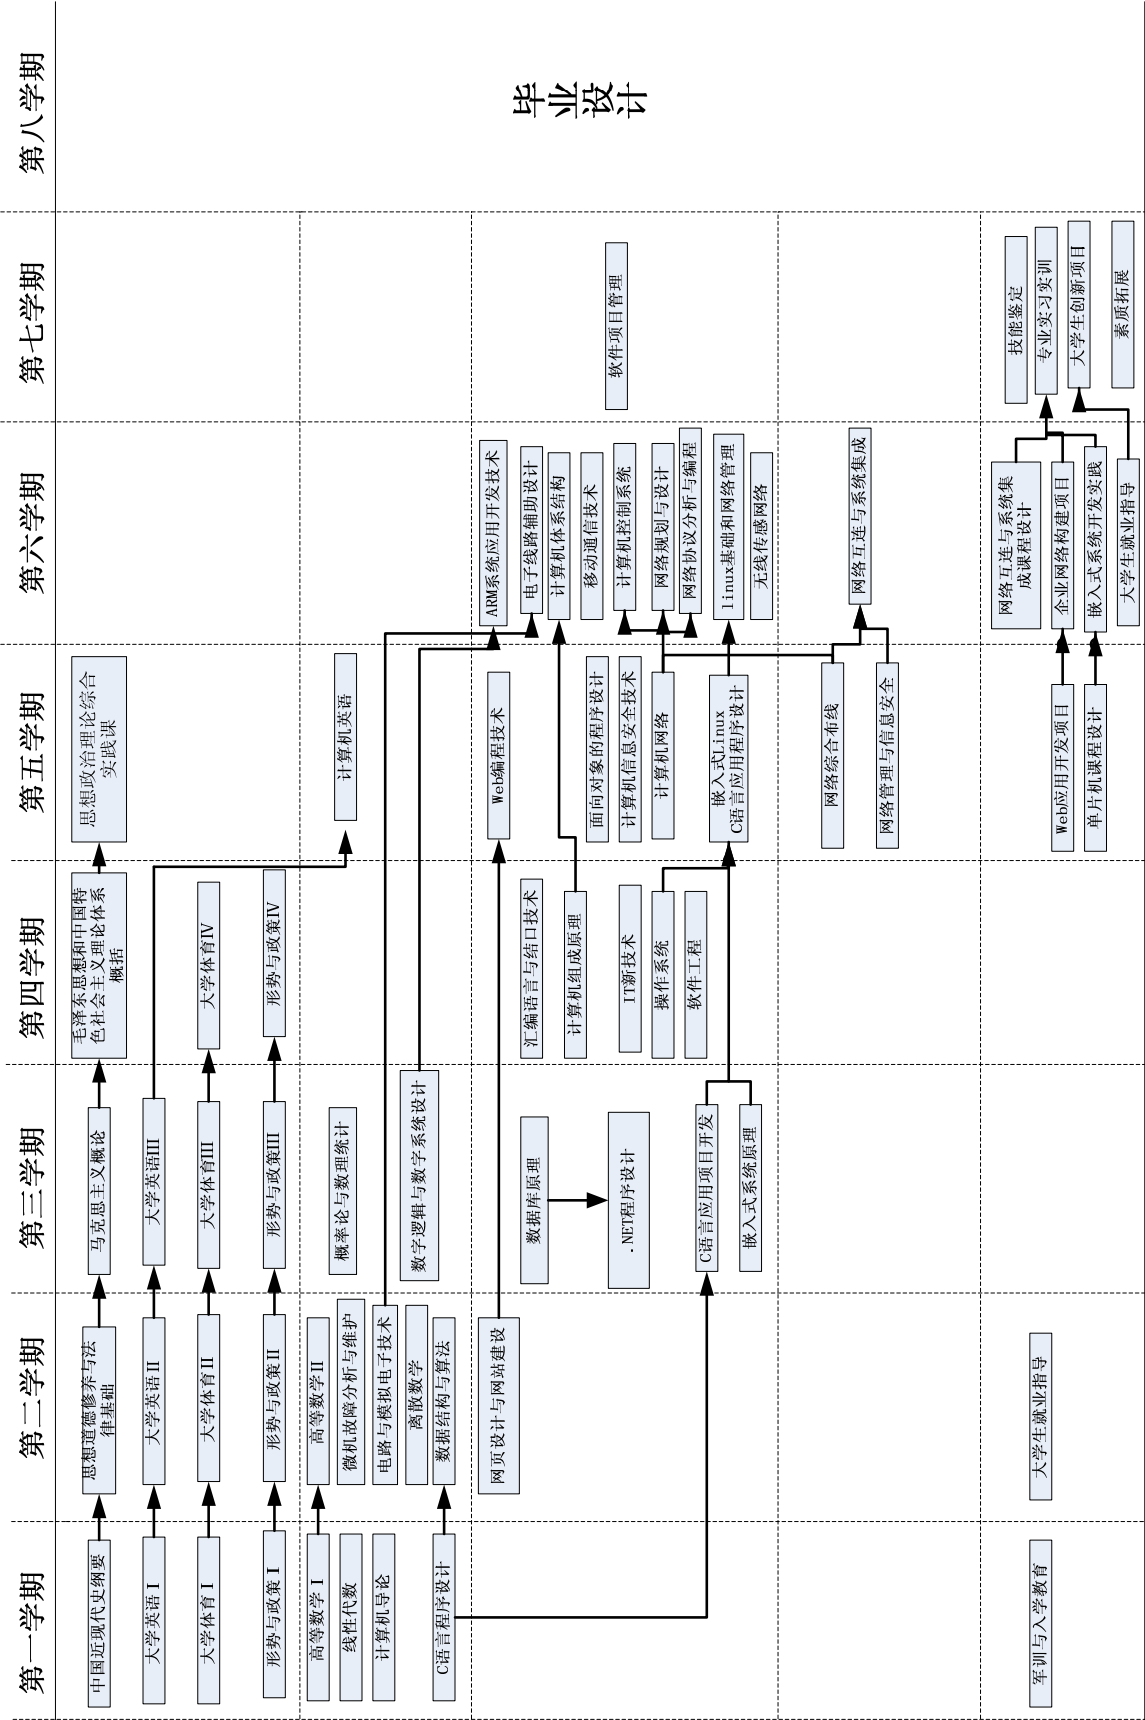 第一学期
第二学期
第三学期
第四学期
第五学期
第六学期
第七学期
第八学期
中国近现代史纲要
思想道德修养与法
律基础
马克思主义概论
毛泽东思想和中国特
色社会主义理论体系
概括
思想政治理论综合
实践课
大学英语Ⅰ
大学英语Ⅱ
大学英语III
大学体育Ⅰ
大学体育Ⅱ
大学体育III
大学体育IV
形势与政策Ⅰ
形势与政策Ⅱ
形势与政策III
形势与政策IV
高等数学Ⅰ
高等数学Ⅱ
概率论与数理统计
计算机英语
线性代数
微机故障分析与维护
计算机导论
电路与模拟电子技术
离散数学
数字逻辑与数字系统设计
C语言程序设计
数据结构与算法
网页设计与网站建设
Web编程技术
ARM系统应用开发技术
数据库原理
汇编语言与结口技术
电子线路辅助设计
计算机组成原理
计算机体系结构
面向对象的程序设计
移动通信技术
.NET程序设计
IT新技术
计算机信息安全技术
计算机控制系统
软件项目管理
操作系统
计算机网络
网络规划与设计
软件工程
网络协议分析与编程
C语言应用项目开发
嵌入式Linux
C语言应用程序设计
linux基础和网络管理
嵌入式系统原理
无线传感网络
网络综合布线
网络互连与系统集成
网络管理与信息安全
网络互连与系统集
成课程设计
技能鉴定
军训与入学教育
大学生就业指导
Web应用开发项目
企业网络构建项目
专业实习实训
单片机课程设计
嵌入式系统开发实践
大学生创新项目
大学生就业指导
素质拓展
毕业设计